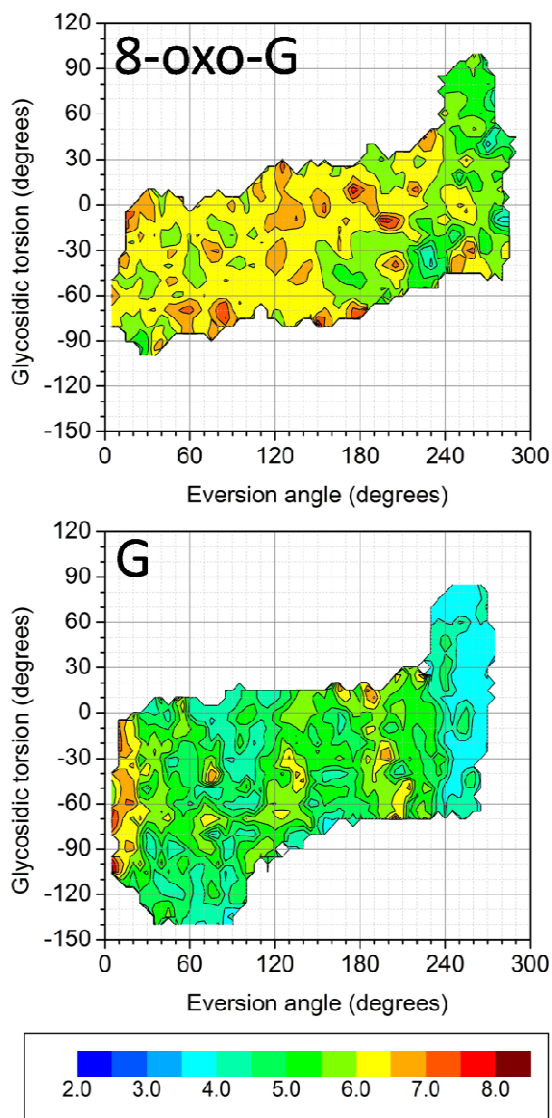 8-oxo-G
120
90
60
30
0
-30
-60
-90
-120
-150
Glycosidic torsion (degrees)
0 60 120 180 240 300
Eversion angle (degrees)
G
120
90
60
30
0
-30
-60
-90
-120
-150
Glycosidic torsion (degrees)
0 60 120 180 240 300
Eversion angle (degrees)
2.0 3.0 4.0 5.0 6.0 7.0 8.0